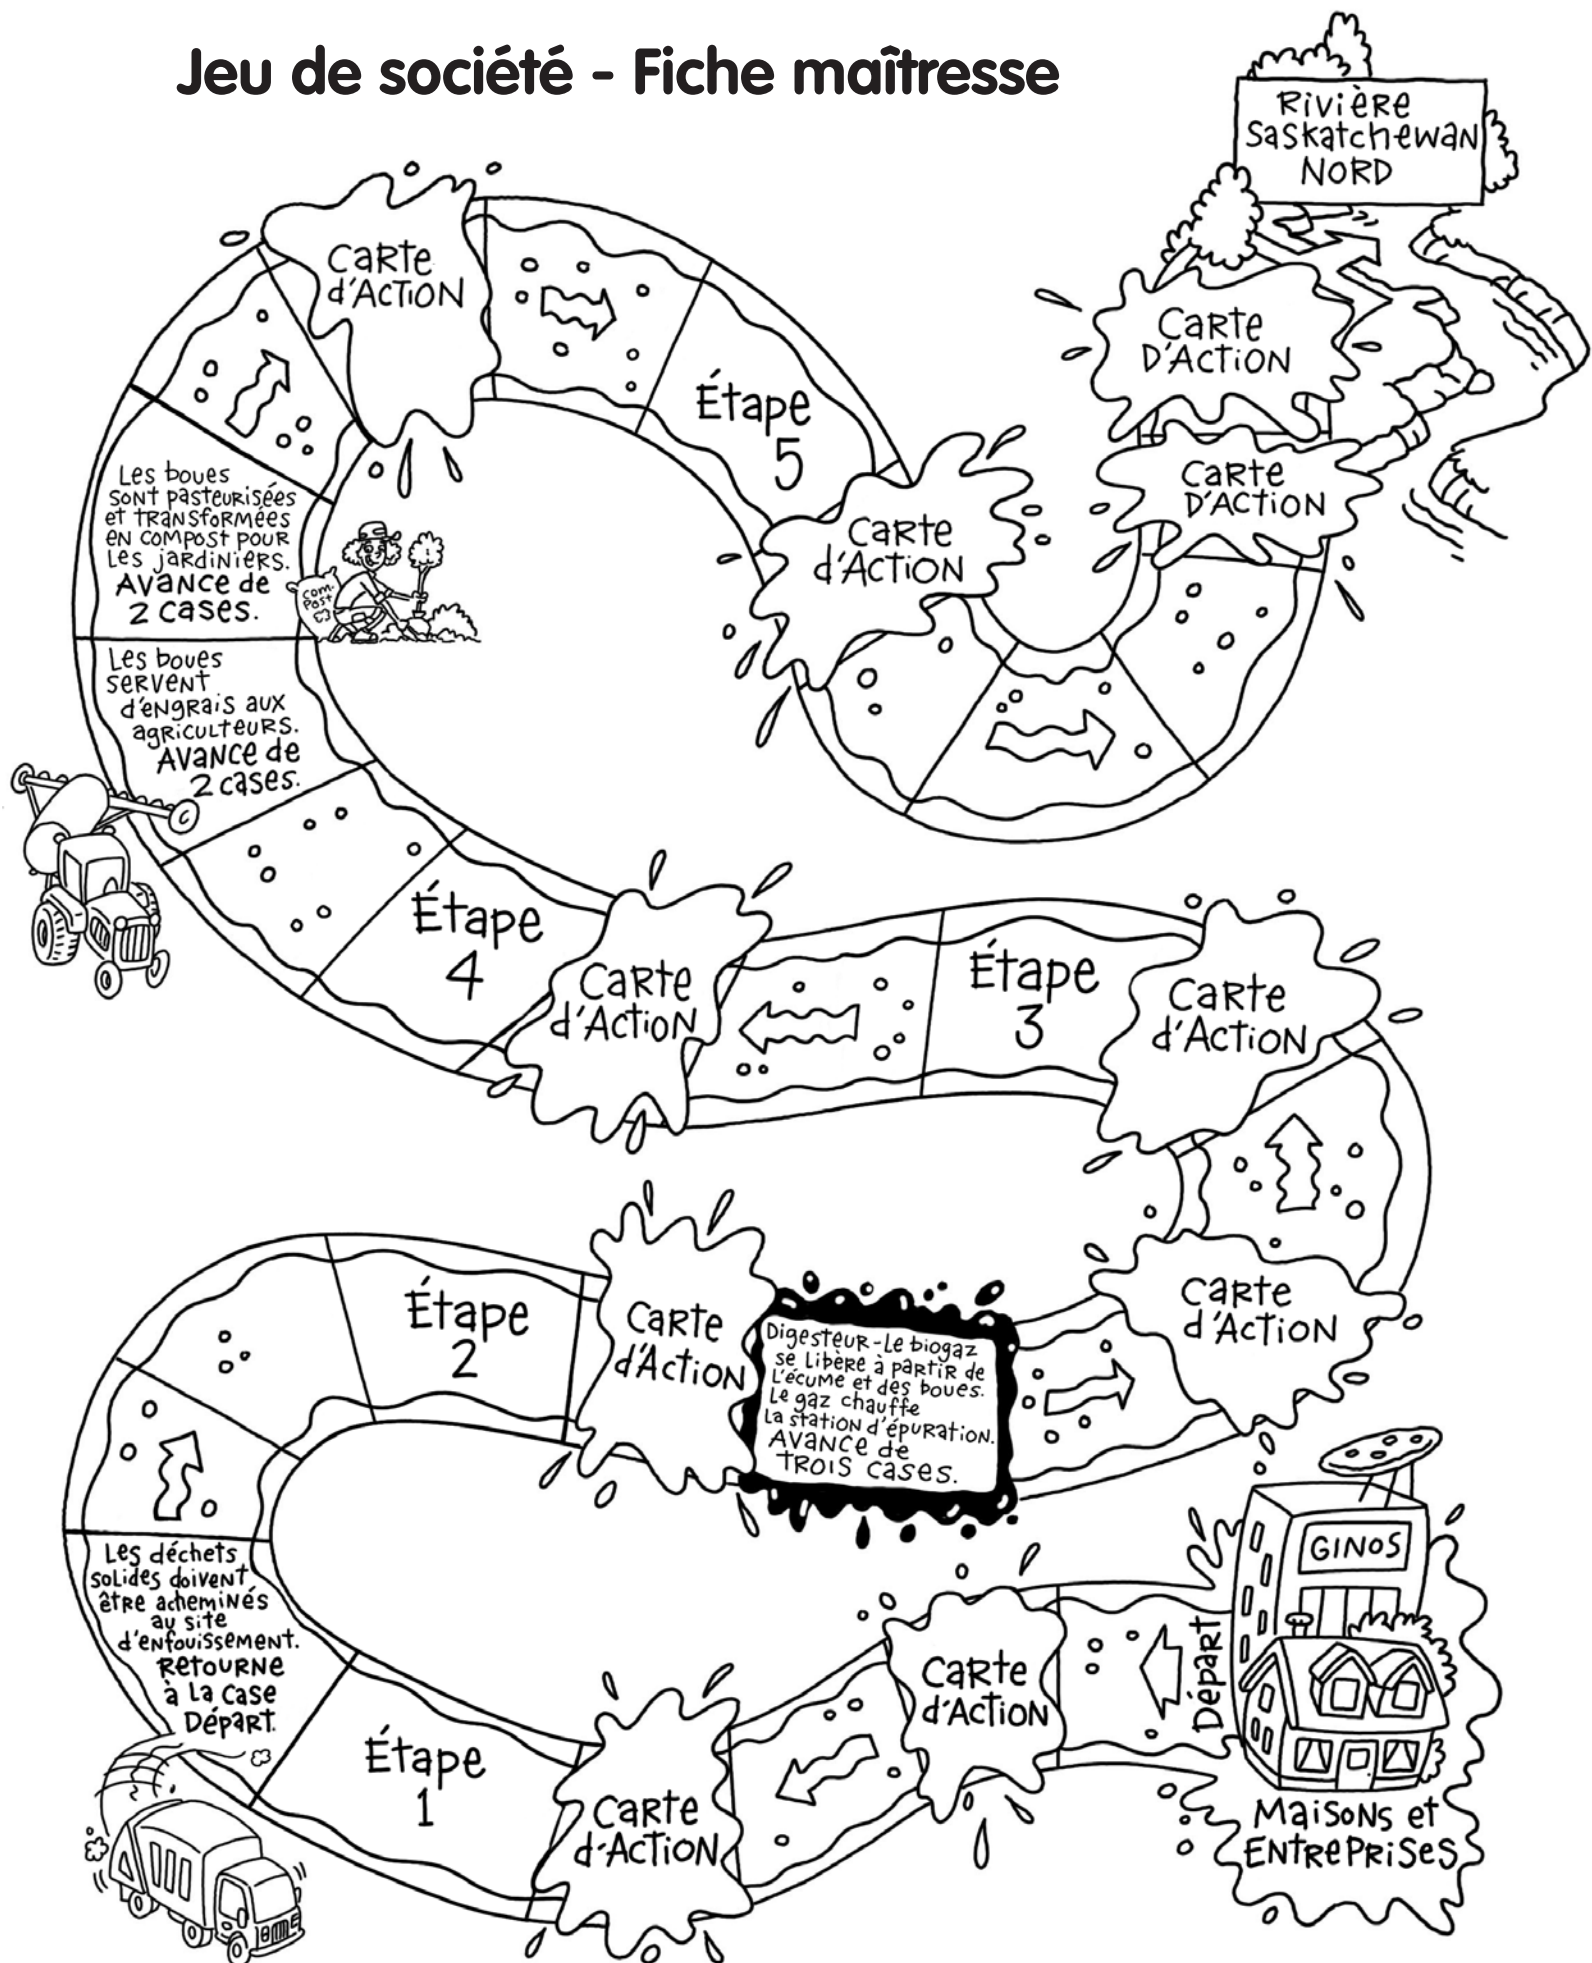 Jeu de société - Fiche maîtresse
Rivière
Saskatchewan
Nord
Carte
d'Action
Carte
D'Action
Étape
5
Carte
D'Action
Carte
d'Action
Les boues
sont pasteurisées
et transformées
en compost pour
les jardiniers.
Avance de
2 cases.
com-
post
Les boues
servent
d'engrais aux
agriculteurs.
Avance de
2 cases.
Étape
4
Carte
d'Action
Étape
3
Carte
d'Action
Étape
2
Carte
d'Action
Digesteur-Le biogaz
se libère à partir de
l'écume et des boues.
Le gaz chauffe
la station d'épuration.
Avance de
trois cases.
Carte
d'Action
GINOS
Les déchets
solides doivent
être acheminés
au site
d'enfouissement.
Retourne
à la case
Départ.
Étape
1
Carte
d'Action
Carte
d'Action
Départ
Maisons et
Entreprises